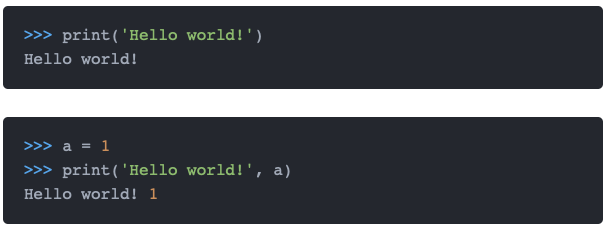 >>> print('Hello world!')
Hello world!
>>> a = 1
>>> print('Hello world!', a)
Hello world! 1